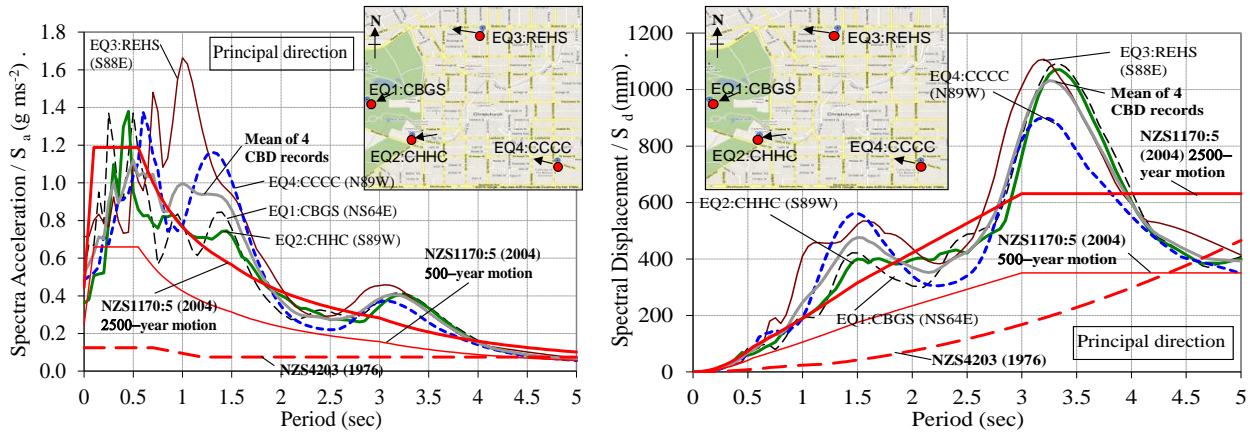 Spectra Acceleration / S a (g ms-2) .
1.8
1.6
1.4
1.2
1.0
0.8
0.6
0.4
0.2
0.0
EQ3:REHS
(S88E)
Principal direction
N
EQ3:REHS
EQ1:CBGS
EQ2:CHHC
EQ4:CCCC
Mean of 4
CBD records
EQ4:CCCC (N89W)
EQ1:CBGS (NS64E)
EQ2:CHHC (S89W)
NZS1170:5 (2004)
500–year motion
NZS1170:5 (2004)
2500–year motion
NZS4203 (1976)
0 0.5 1 1.5 2 2.5 3 3.5 4 4.5 5
Period (sec)
Spectral Displacement / S d (mm) .
1200
1000
800
600
400
200
0
N
EQ3:REHS
EQ1:CBGS
EQ2:CHHC
EQ4:CCCC
EQ3:REHS
(S88E)
EQ4:CCCC
(N89W)
Mean of 4
CBD records
NZS1170:5
(2004) 2500–
year motion
EQ2:CHHC (S89W)
NZS1170:5 (2004)
500–year motion
EQ1:CBGS (NS64E)
NZS4203 (1976)
Principal direction
0 0.5 1 1.5 2 2.5 3 3.5 4 4.5 5
Period (sec)